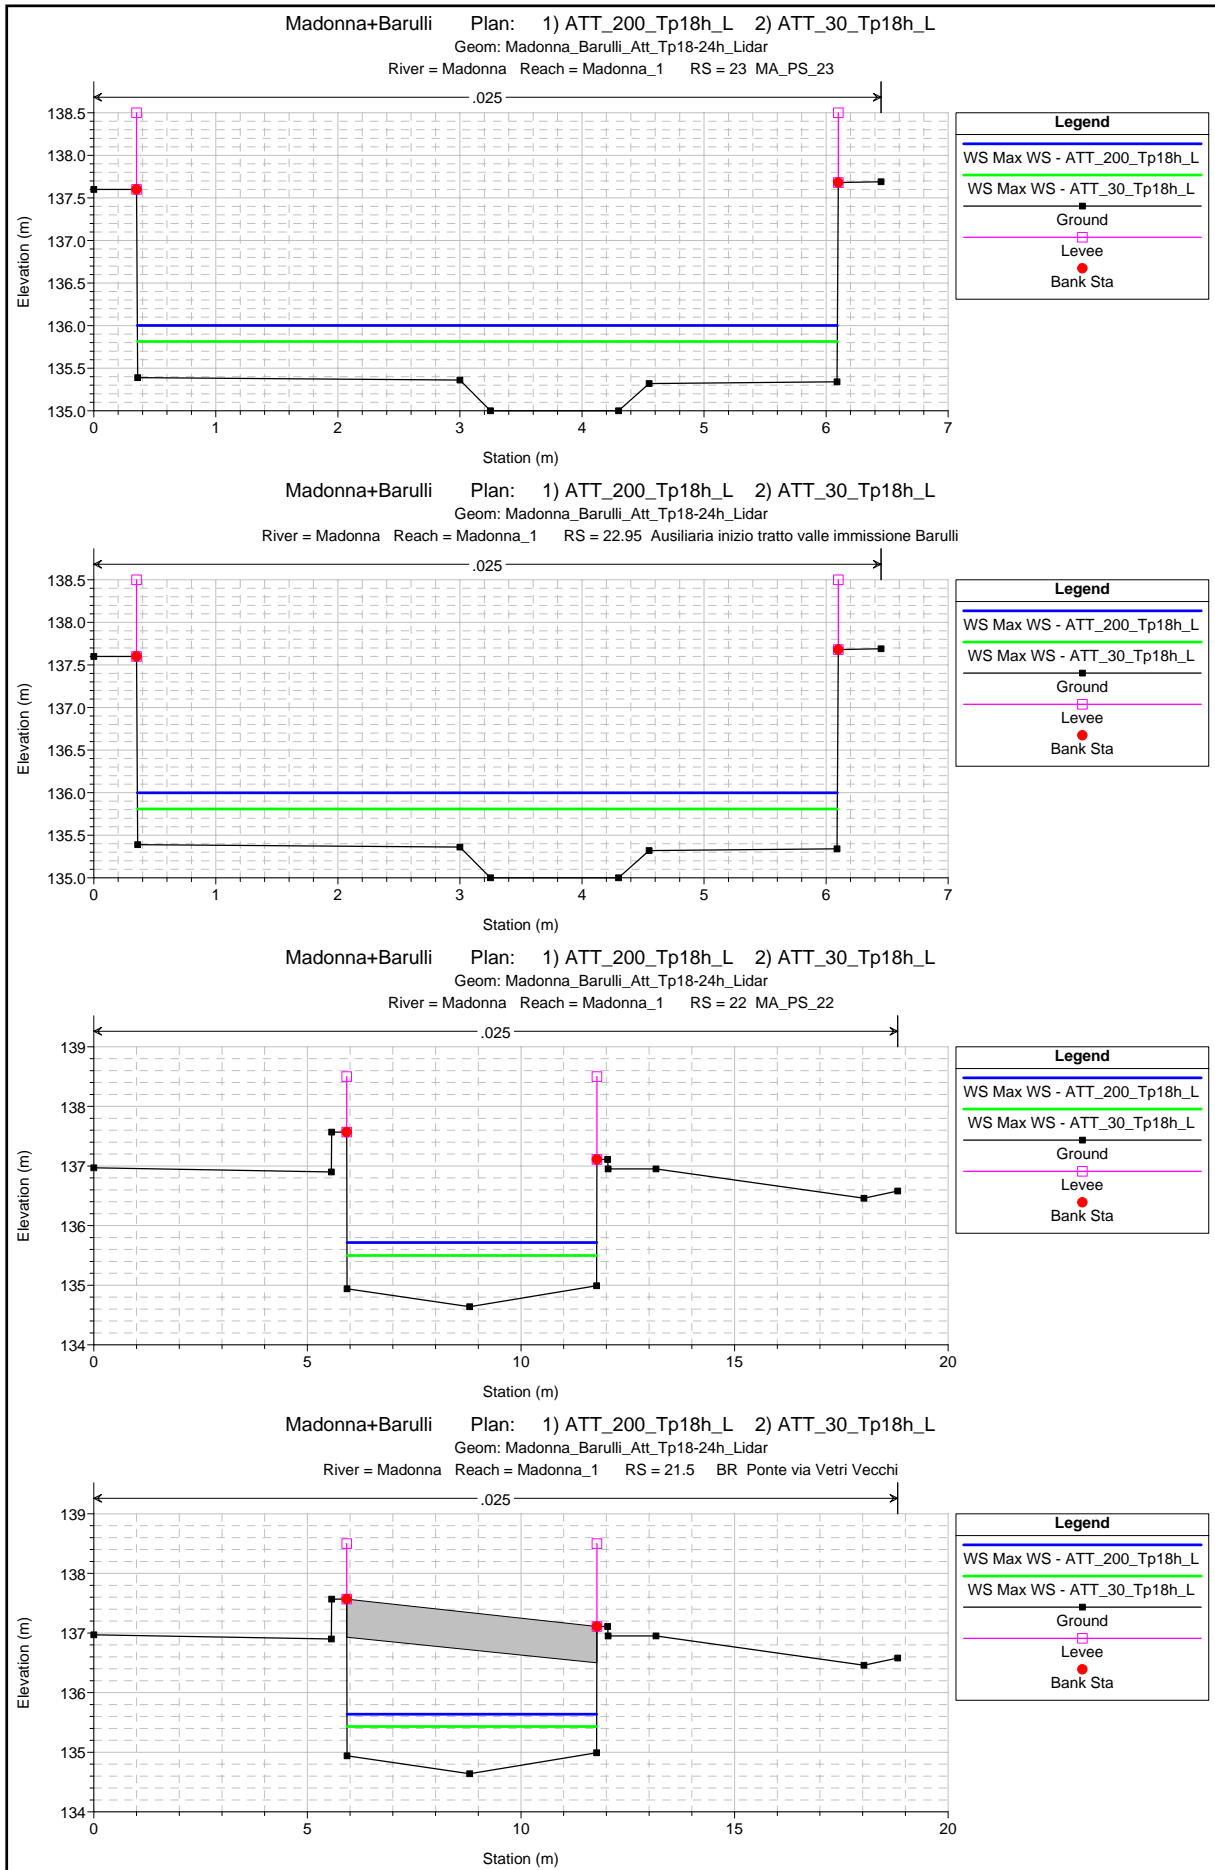 Madonna+Barulli Plan: 1) ATT_200_Tp18h_L 2) ATT_30_Tp18h_L
Geom: Madonna_Barulli_Att_Tp18-24h_Lidar
River = Madonna Reach = Madonna_1 RS = 23 MA_PS_23
.025
138.5
138.0
137.5
137.0
136.5
136.0
135.5
135.0
Elevation (m)
0 1 2 3 4 5 6 7
Station (m)
Legend
WS Max WS - ATT_200_Tp18h_L
WS Max WS - ATT_30_Tp18h_L
Ground
Levee
Bank Sta
Madonna+Barulli Plan: 1) ATT_200_Tp18h_L 2) ATT_30_Tp18h_L
Geom: Madonna_Barulli_Att_Tp18-24h_Lidar
River = Madonna Reach = Madonna_1 RS = 22.95 Ausiliaria inizio tratto valle immissione Barulli
.025
138.5
138.0
137.5
137.0
136.5
136.0
135.5
135.0
Elevation (m)
0 1 2 3 4 5 6 7
Station (m)
Legend
WS Max WS - ATT_200_Tp18h_L
WS Max WS - ATT_30_Tp18h_L
Ground
Levee
Bank Sta
Madonna+Barulli Plan: 1) ATT_200_Tp18h_L 2) ATT_30_Tp18h_L
Geom: Madonna_Barulli_Att_Tp18-24h_Lidar
River = Madonna Reach = Madonna_1 RS = 22 MA_PS_22
.025
139
138
137
136
135
134
Elevation (m)
0 5 10 15 20
Station (m)
Legend
WS Max WS - ATT_200_Tp18h_L
WS Max WS - ATT_30_Tp18h_L
Ground
Levee
Bank Sta
Madonna+Barulli Plan: 1) ATT_200_Tp18h_L 2) ATT_30_Tp18h_L
Geom: Madonna_Barulli_Att_Tp18-24h_Lidar
River = Madonna Reach = Madonna_1 RS = 21.5 BR Ponte via Vetri Vecchi
.025
139
138
137
136
135
134
Elevation (m)
0 5 10 15 20
Station (m)
Legend
WS Max WS - ATT_200_Tp18h_L
WS Max WS - ATT_30_Tp18h_L
Ground
Levee
Bank Sta